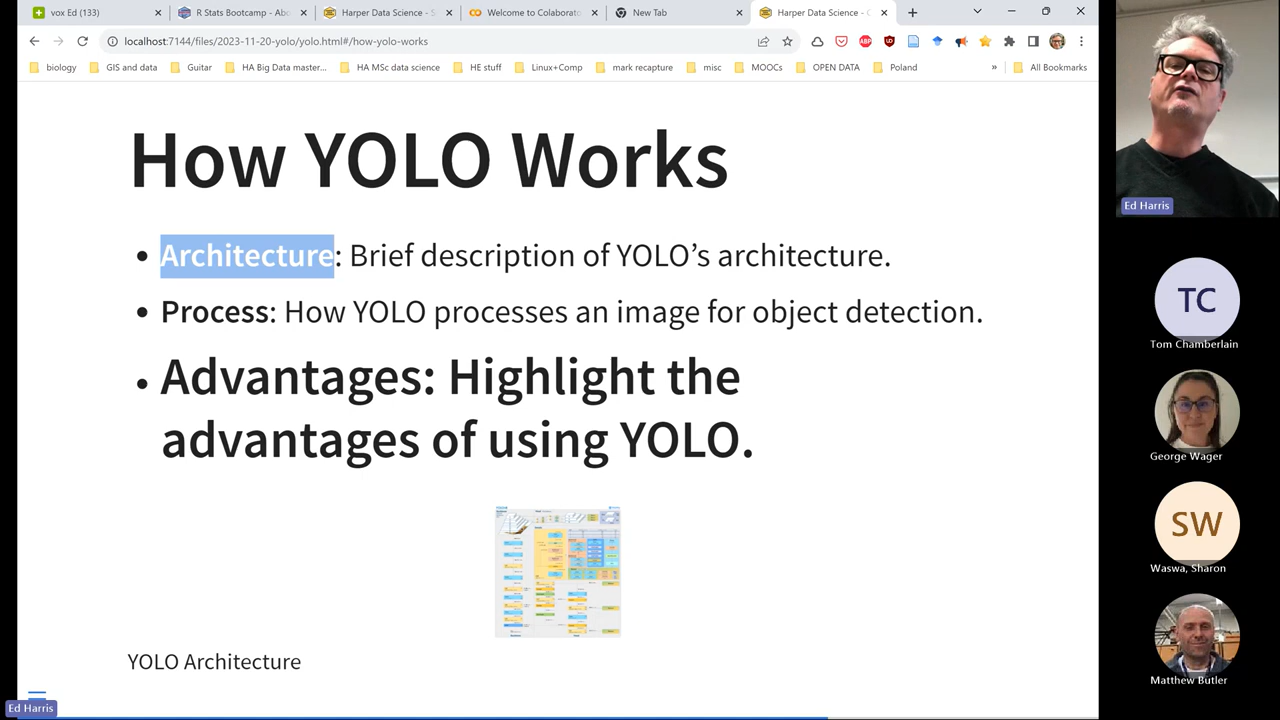 vox Ed (133)
R Stats Bootcamp - Abo
Harper Data Science - S
Welcome to Colaborato
New Tab
Harper Data Science - C
localhost:7144/files/2023-11-20-yolo/yolo.html#/how-yolo-works
biology
GIS and data
Guitar
HA Big Data master...
HA MSc data science
HE stuff
Linux+Comp
mark recapture
misc
MOOCs
OPEN DATA
Poland
»
All Bookmarks
How YOLO Works
• Architecture: Brief description of YOLO’s architecture.
• Process: How YOLO processes an image for object detection.
• Advantages: Highlight the
advantages of using YOLO.
YOLO Architecture
Ed Harris
Ed Harris
TC
Tom Chamberlain
George Wager
SW
Waswa, Sharon
Matthew Butler